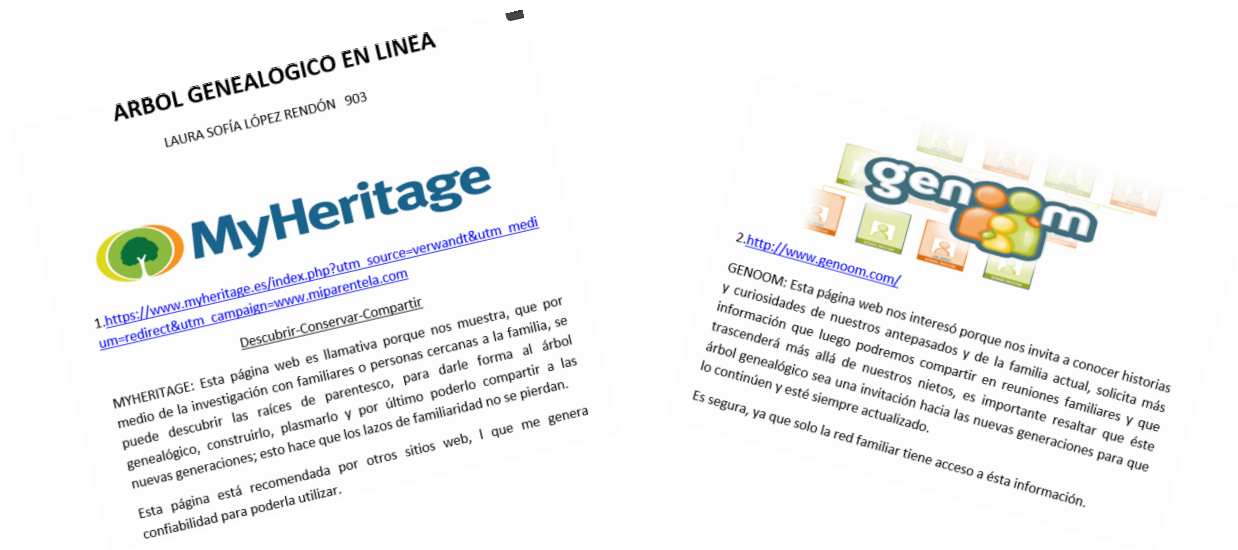 ARBOL GENEALOGICO EN LINEA
LAURA SOFÍA LÓPEZ RENDÓN 903
MyHeritage
1.https://www.myheritage.es/index.php?utm_source=verwandt&utm_medi
um=redirect&utm_campaign=www.miparentela.com
Descubrir-Conservar-Compartir
MYHERITAGE: Esta página web es llamativa porque nos muestra, que por
medio de la investigación con familiares o personas cercanas a la familia, se
puede descubrir las raíces de parentesco, para darle forma al árbol
genealógico, construirlo, plasmarlo y por último poderlo compartir a las
nuevas generaciones; esto hace que los lazos de familiaridad no se pierdan.
Esta página está recomendada por otros sitios web, l que me genera
confiabilidad para poderla utilizar.
genoom
2.http://www.genoom.com/
GENOOM: Esta página web nos interesó porque nos invita a conocer historias
y curiosidades de nuestros antepasados y de la familia actual, solicita más
información que luego podremos compartir en reuniones familiares y que
trascenderá más allá de nuestros nietos, es importante resaltar que éste
árbol genealógico sea una invitación hacia las nuevas generaciones para que
lo continúen y esté siempre actualizado.
Es segura, ya que solo la red familiar tiene acceso a ésta información.